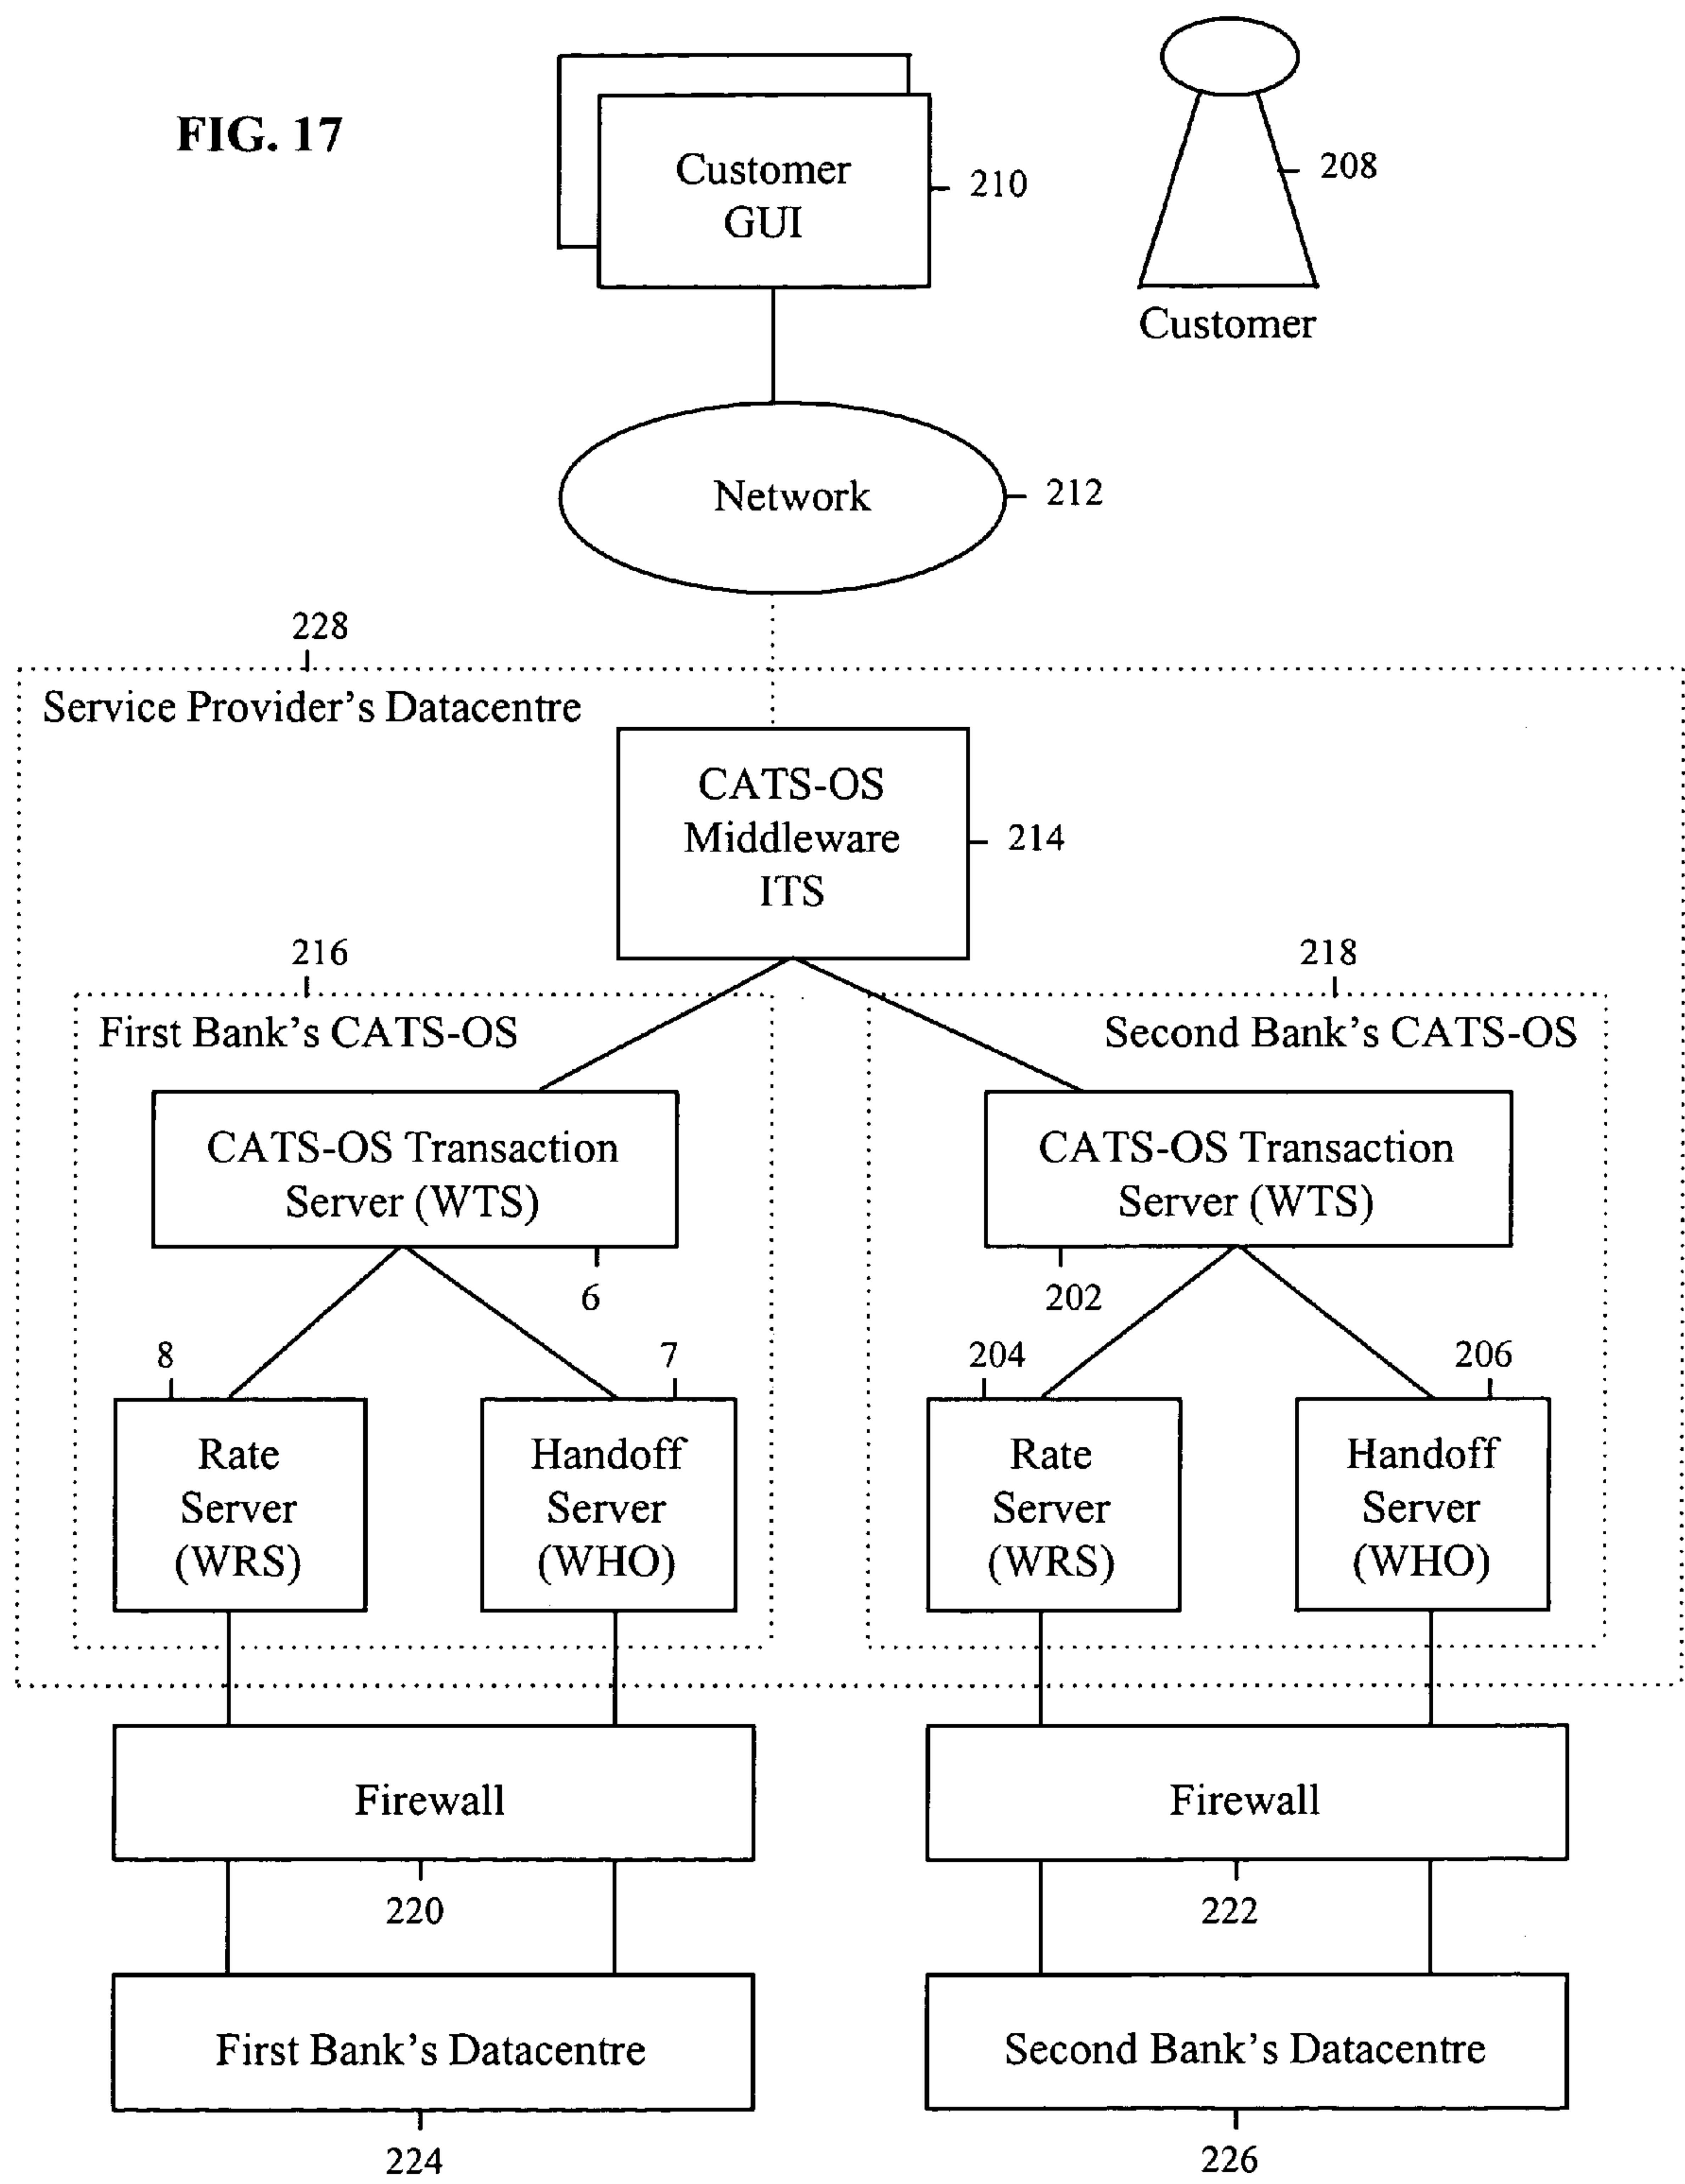 FIG. 17
Customer
GUI
210
208
Customer
Network
212
228
Service Provider's Datacentre
CATS-OS
Middleware
ITS
214
216
218
First Bank's CATS-OS
Second Bank's CATS-OS
CATS-OS Transaction
Server (WTS)
CATS-OS Transaction
Server (WTS)
6
202
8
7
204
206
Rate
Server
(WRS)
Handoff
Server
(WHO)
Rate
Server
(WRS)
Handoff
Server
(WHO)
Firewall
Firewall
220
222
First Bank's Datacentre
Second Bank's Datacentre
224
226